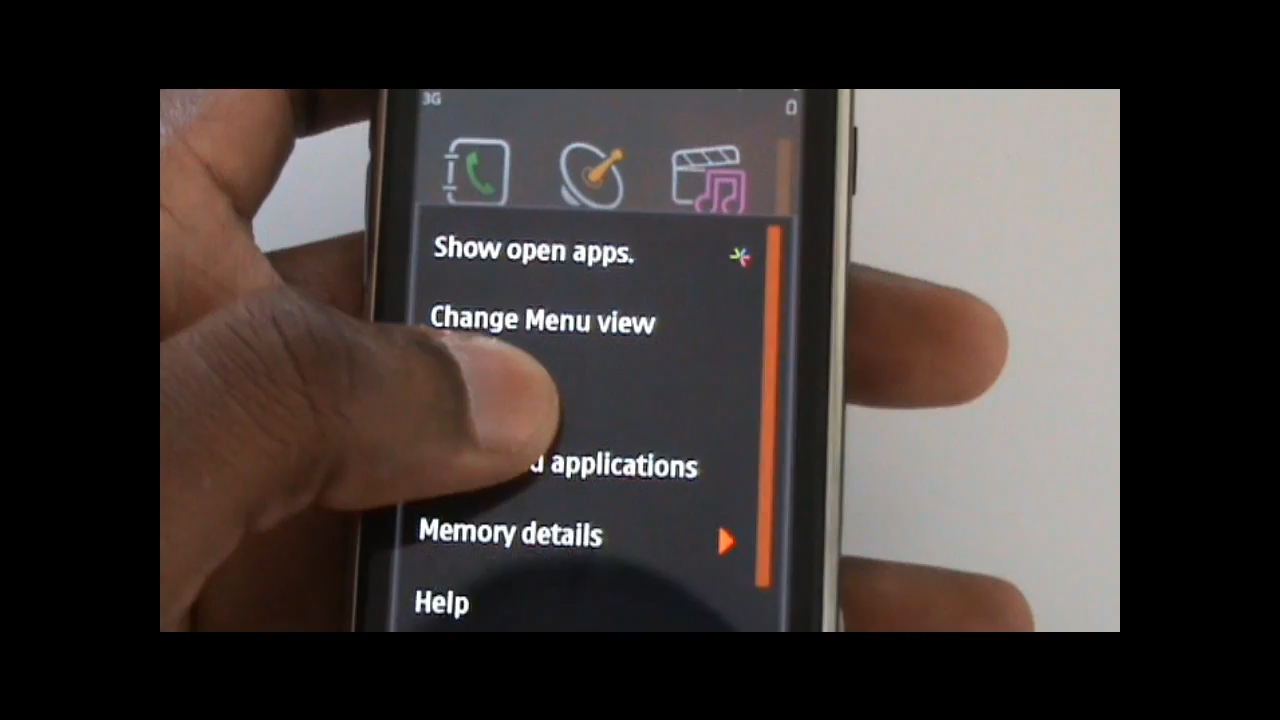 3G
Show open apps.
Change Menu view
applications
Memory details
Help